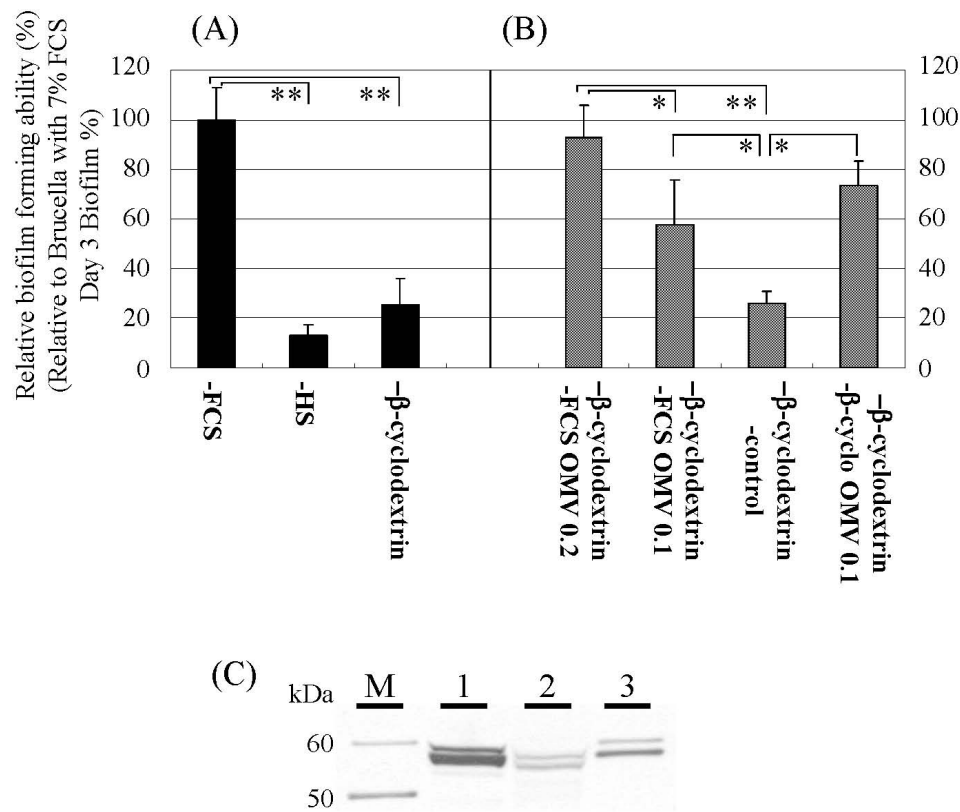 Relative biofilm forming ability (%)
(Relative to Brucella with 7% FCS
Day 3 Biofilm %)
(A)
(B)
120
100
80
60
40
20
0
**
**
*
**
*
*
120
100
80
60
40
20
0
-FCS
-HS
–β-cyclodextrin
–β-cyclodextrin
-FCS OMV 0.2
–β-cyclodextrin
-FCS OMV 0.1
–β-cyclodextrin
-control
–β-cyclodextrin
-β-cyclo OMV 0.1
(C)
kDa
M
1
2
3
60
50